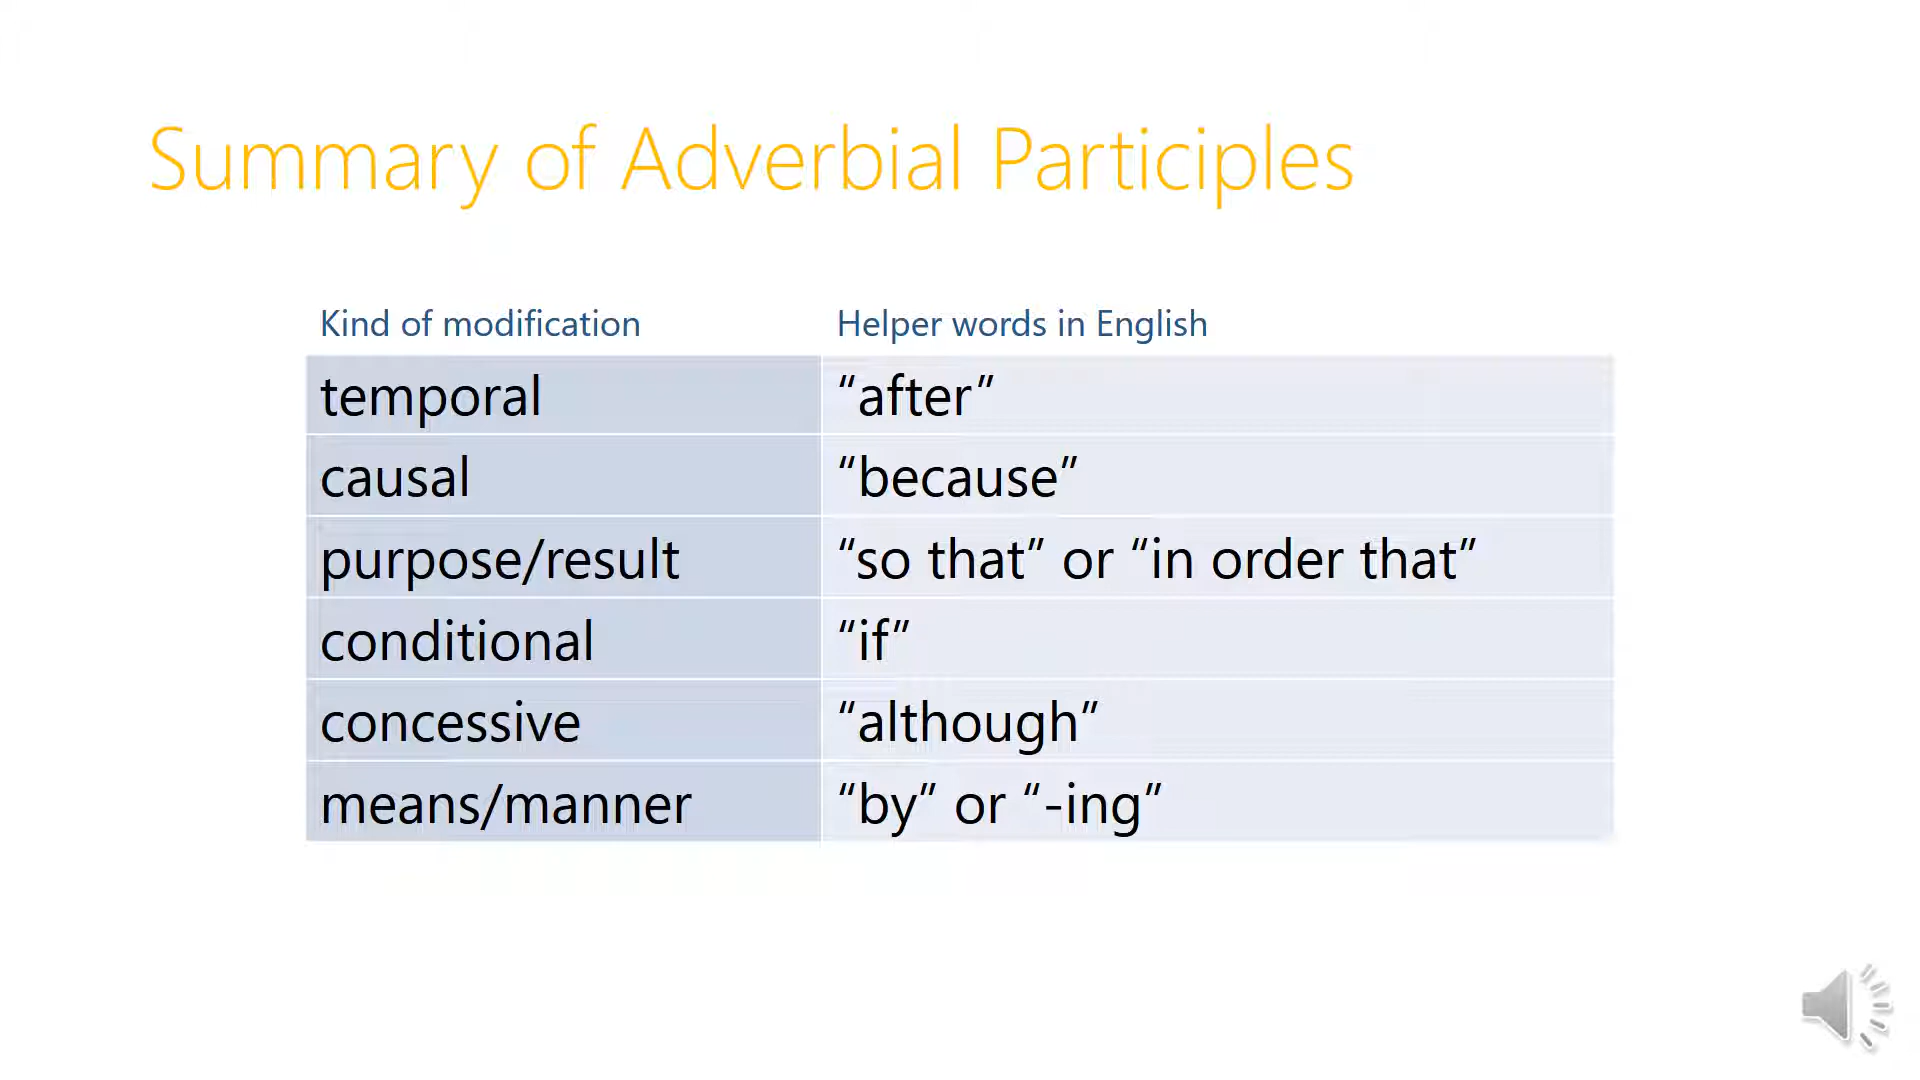 Summary of Adverbial Participles
Kind of modification Helper words in English
temporal “after”
causal “because”
purpose/result “so that” or “in order that”
conditional “if”
concessive “although”
means/manner “by” or “-ing”